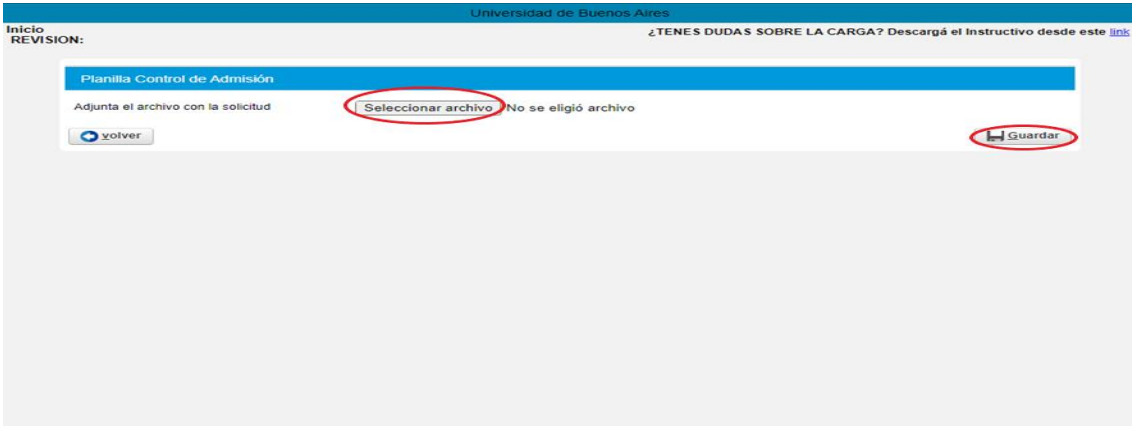 Universidad de Buenos Aires
Inicio
REVISION:
¿TENES DUDAS SOBRE LA CARGA? Descargá el Instructivo desde este link
Planilla Control de Admisión
Adjunta el archivo con la solicitud
Seleccionar archivo No se eligió archivo
volver
Guardar